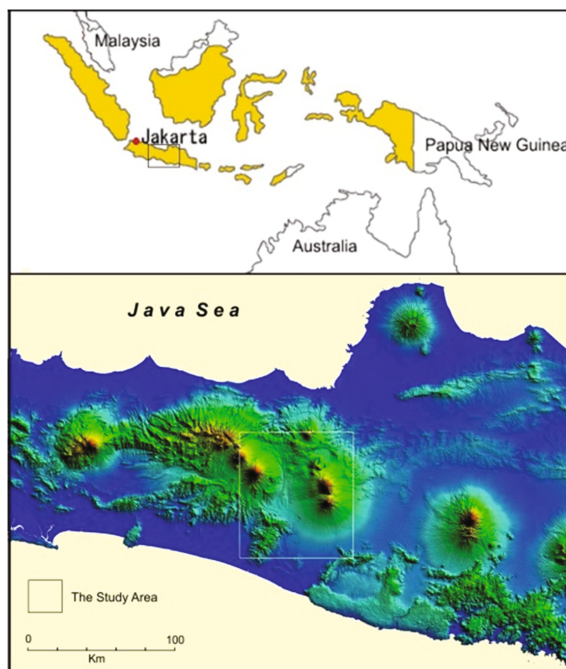 Malaysia
Jakarta
Papua New Guinea
Australia
Java Sea
The Study Area
0 100
Km